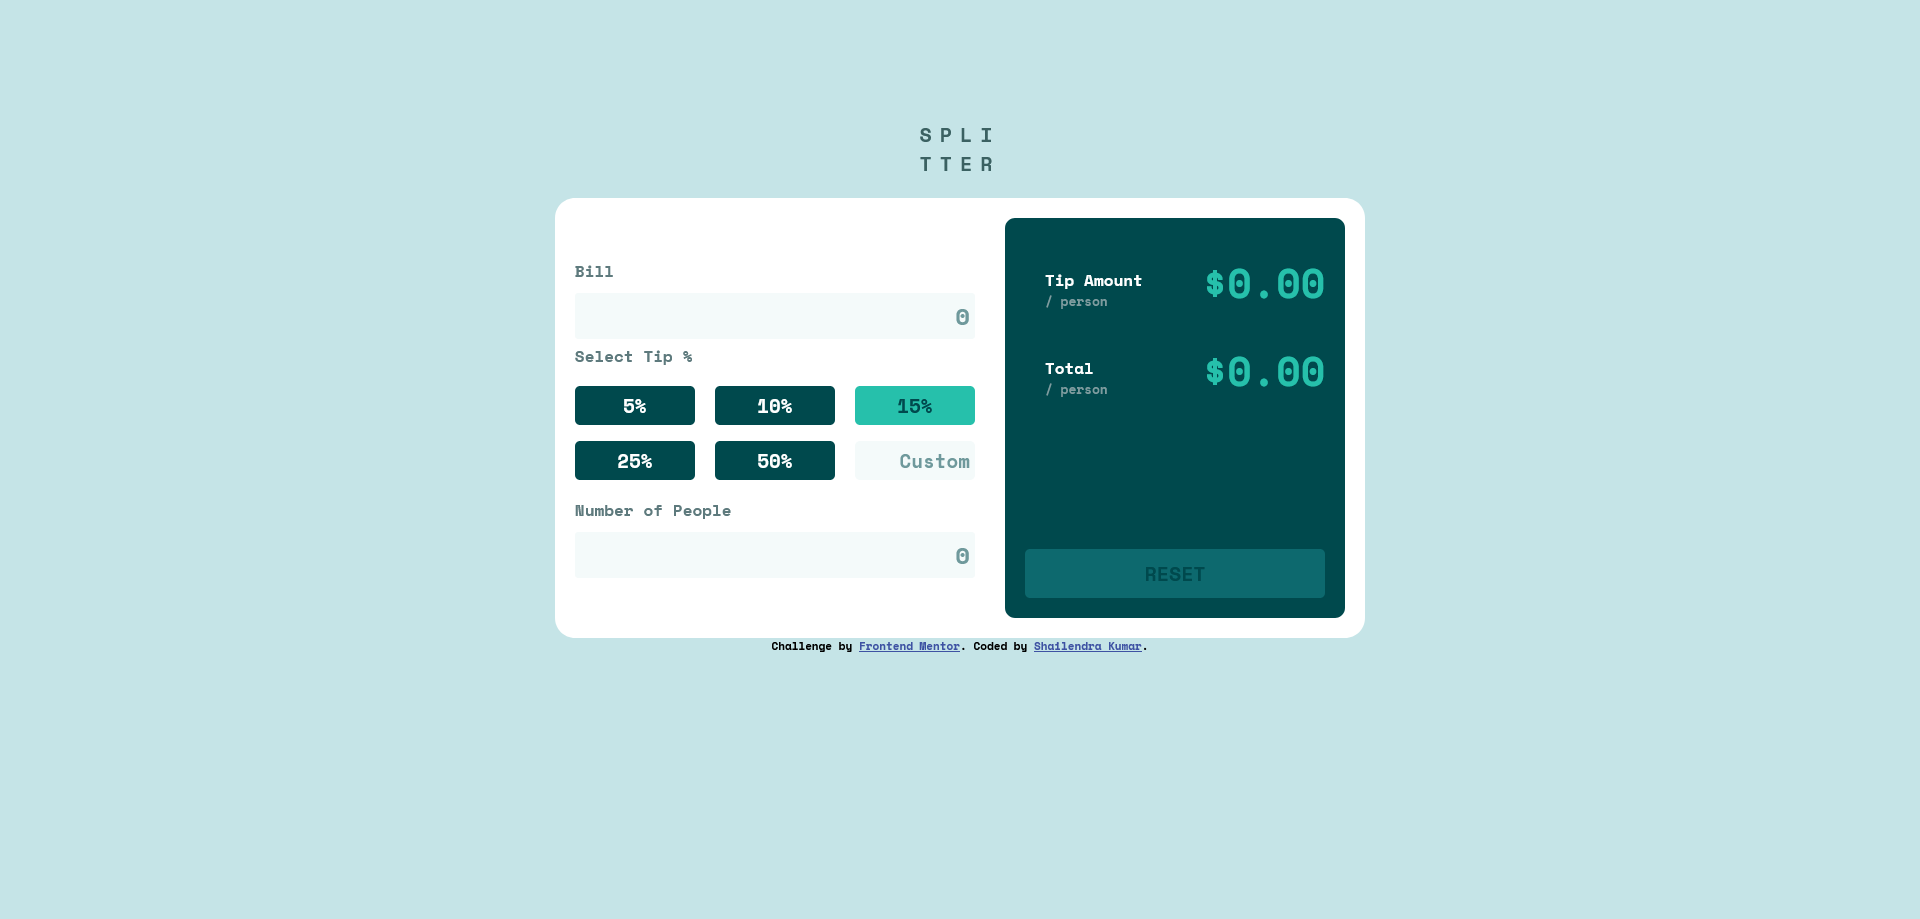 SPLI
TTER
Bill
0
Select Tip %
5% 10% 15%
25% 50% Custom
Number of People
0
Tip Amount
/ person
$0.00
Total
/ person
$0.00
RESET
Challenge by Frontend Mentor. Coded by Shailendra Kumar.